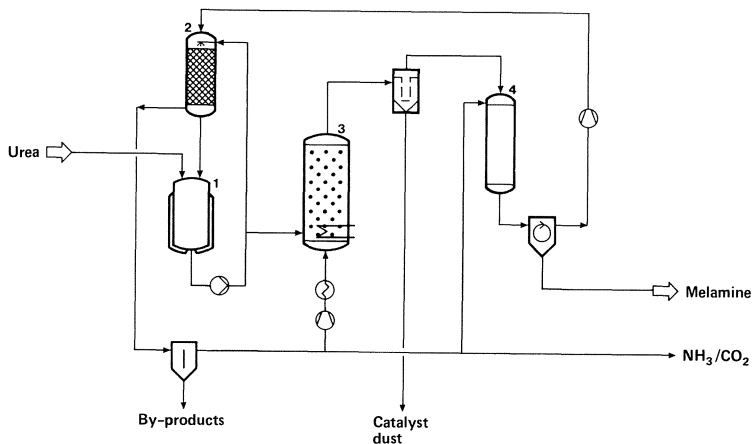 2
4
3
Urea
1
Melamine
NH₃/CO₂
By-products
Catalyst
dust